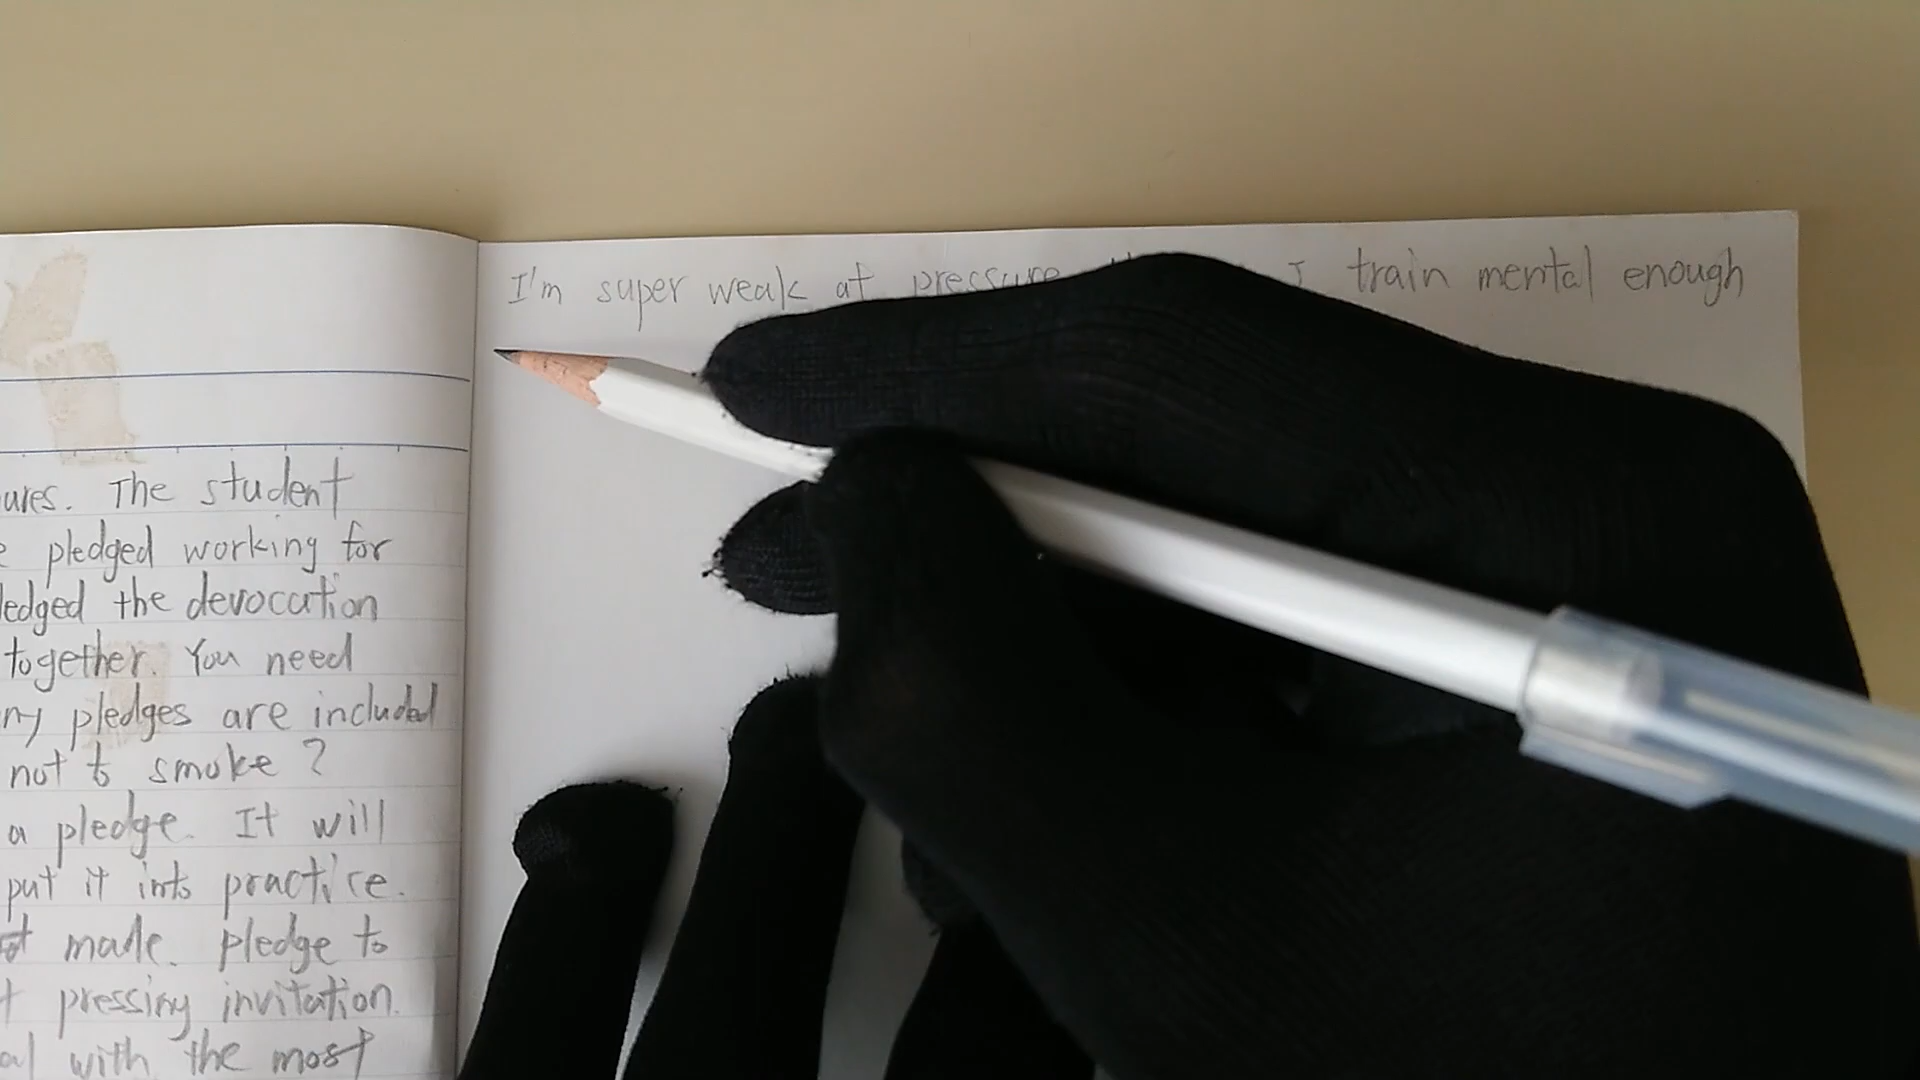 ures. The student
pledged working for
ledged the devocation
together. You need
ny pledges are included
not to smoke?
a pledge. It will
put it into practice.
made. pledge to
pressing invitation.
with the most
I'm super weak at pressure I train mental enough